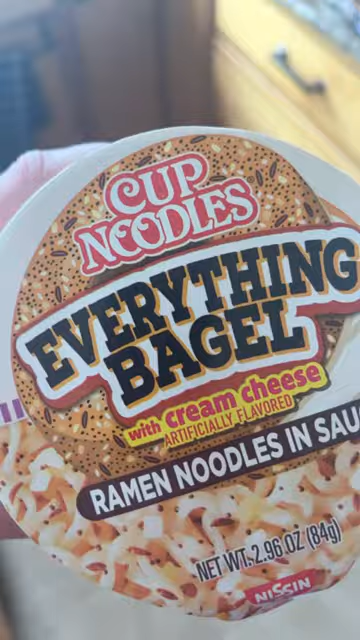 CUP
NOODLES
EVERYTHING
BAGEL
with cream cheese
ARTIFICIALLY FLAVORED
RAMEN NOODLES IN SAU
NET WT. 2.96 OZ (84g)
NISSIN